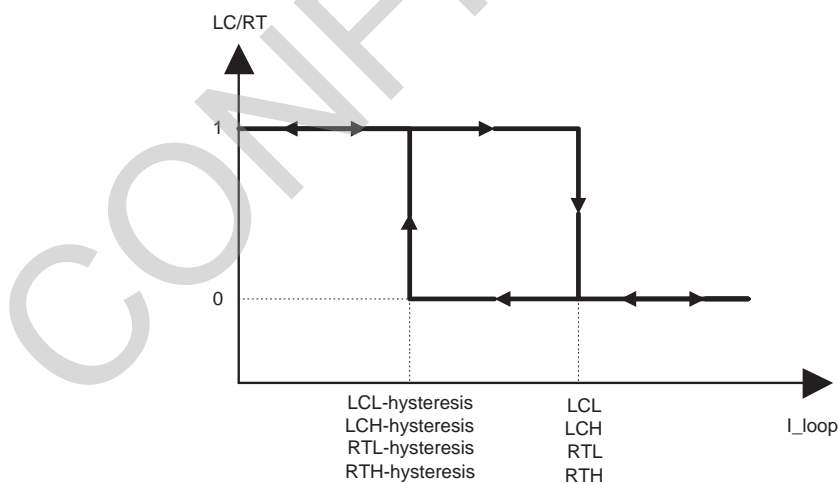 LC/RT
1
0
LCL-hysteresis
LCH-hysteresis
RTL-hysteresis
RTH-hysteresis
LCL
LCH
RTL
RTH
I_loop